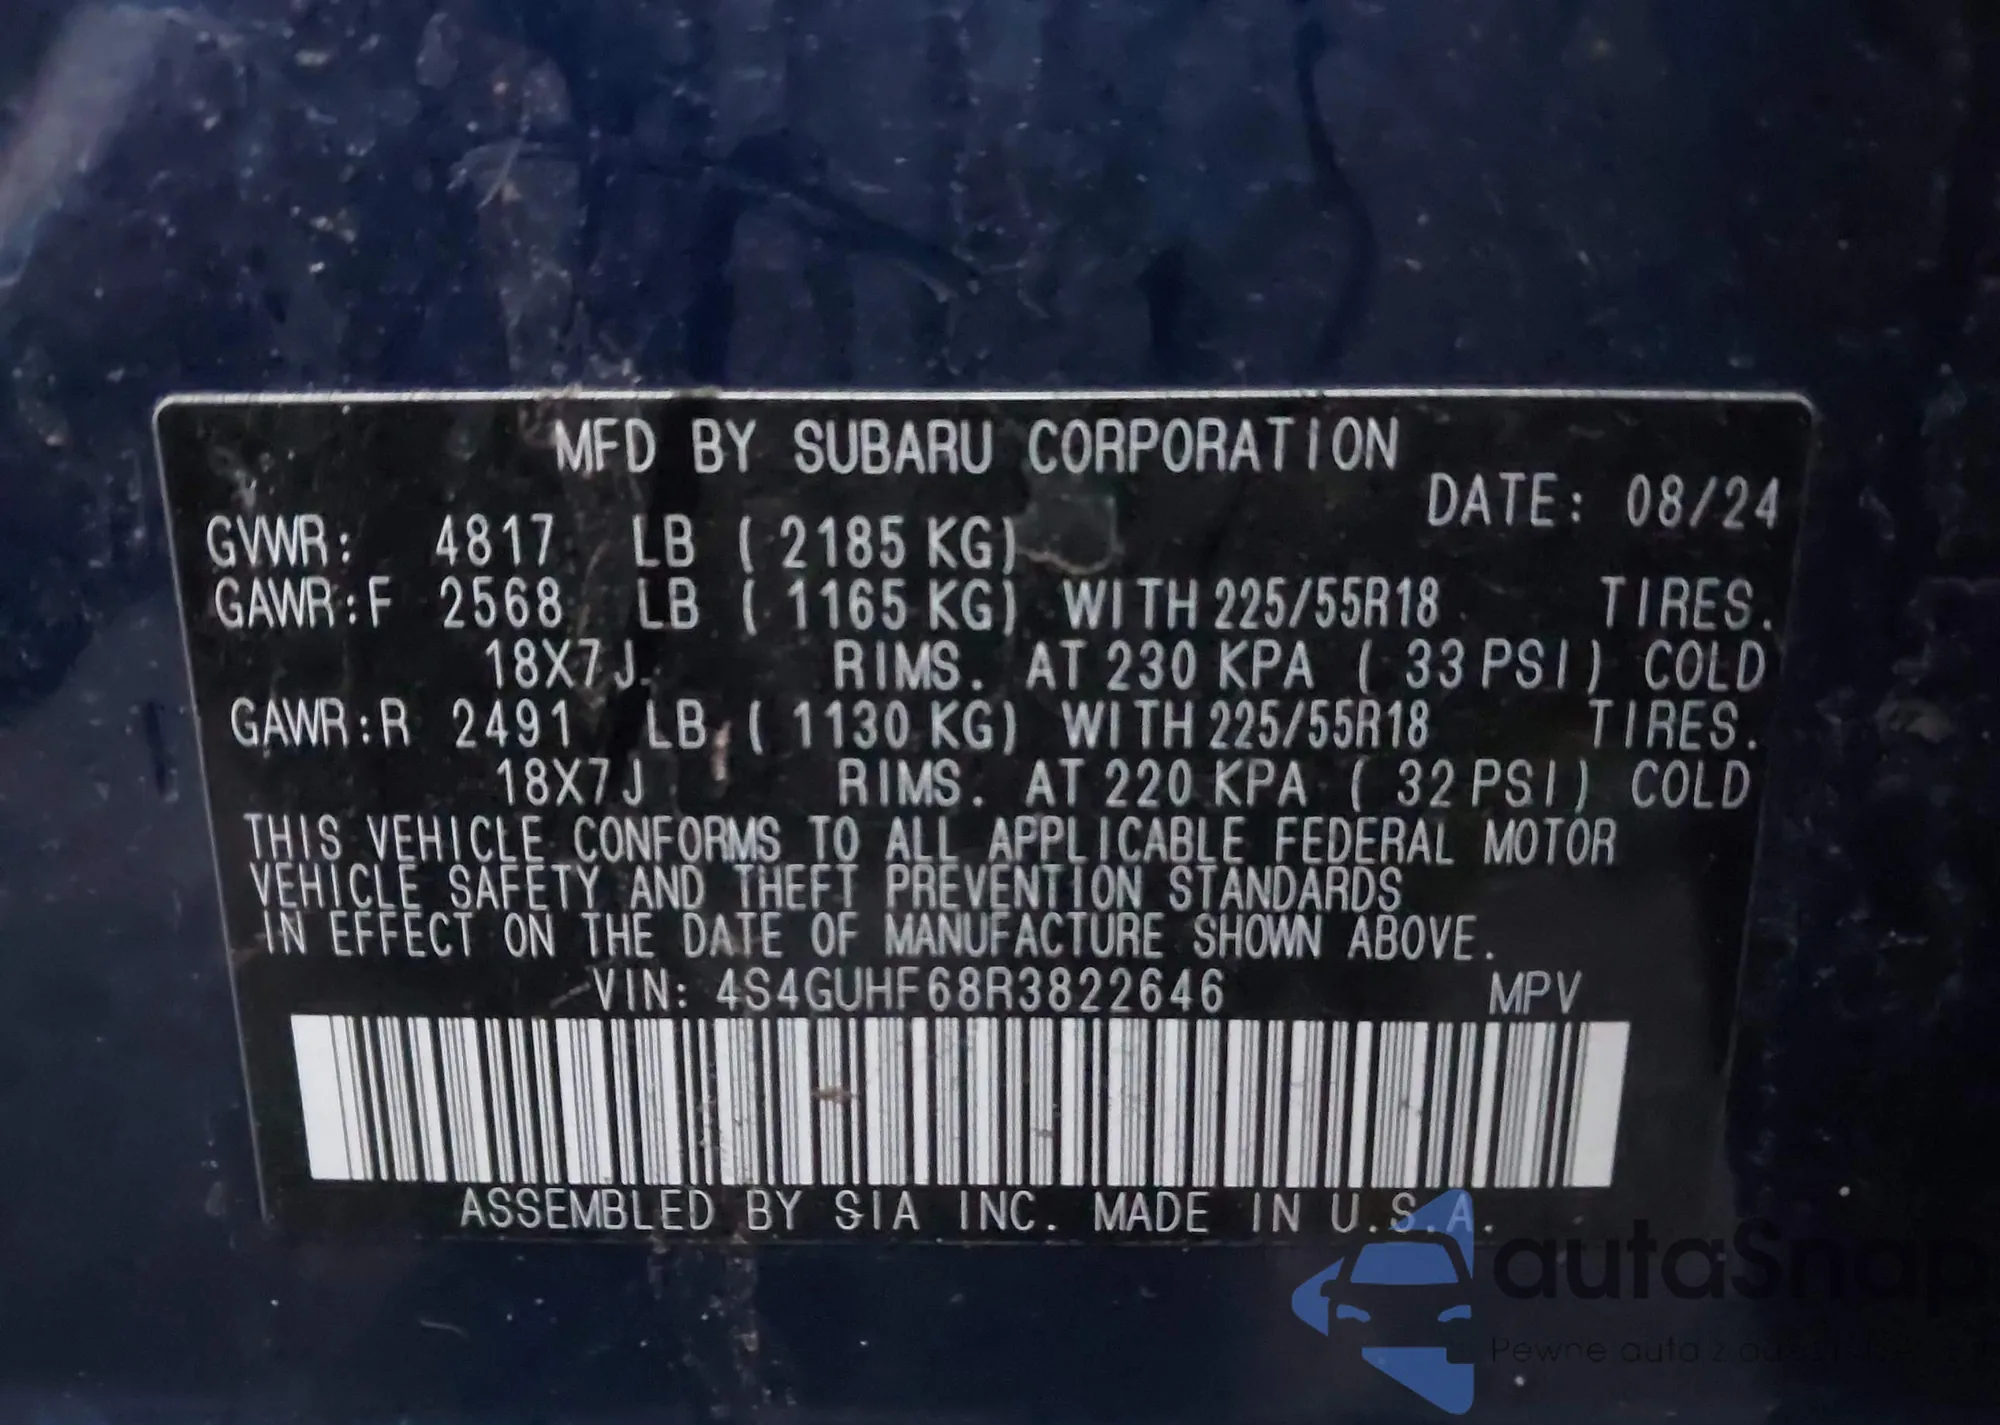 MFD BY SUBARU CORPORATION
DATE: 08/24
GVWR: 4817 LB ( 2185 KG)
GAWR:F 2568 LB ( 1165 KG) WITH 225/55R18 TIRES.
18X7J RIMS. AT 230 KPA ( 33 PSI) COLD
GAWR:R 2491 LB ( 1130 KG) WITH 225/55R18 TIRES.
18X7J RIMS. AT 220 KPA ( 32 PSI) COLD
THIS VEHICLE CONFORMS TO ALL APPLICABLE FEDERAL MOTOR
VEHICLE SAFETY AND THEFT PREVENTION STANDARDS
IN EFFECT ON THE DATE OF MANUFACTURE SHOWN ABOVE.
VIN: 4S4GUHF68R3822646 MPV
ASSEMBLED BY SIA INC. MADE IN U.S.A.
autaSnap
Pewne auta z